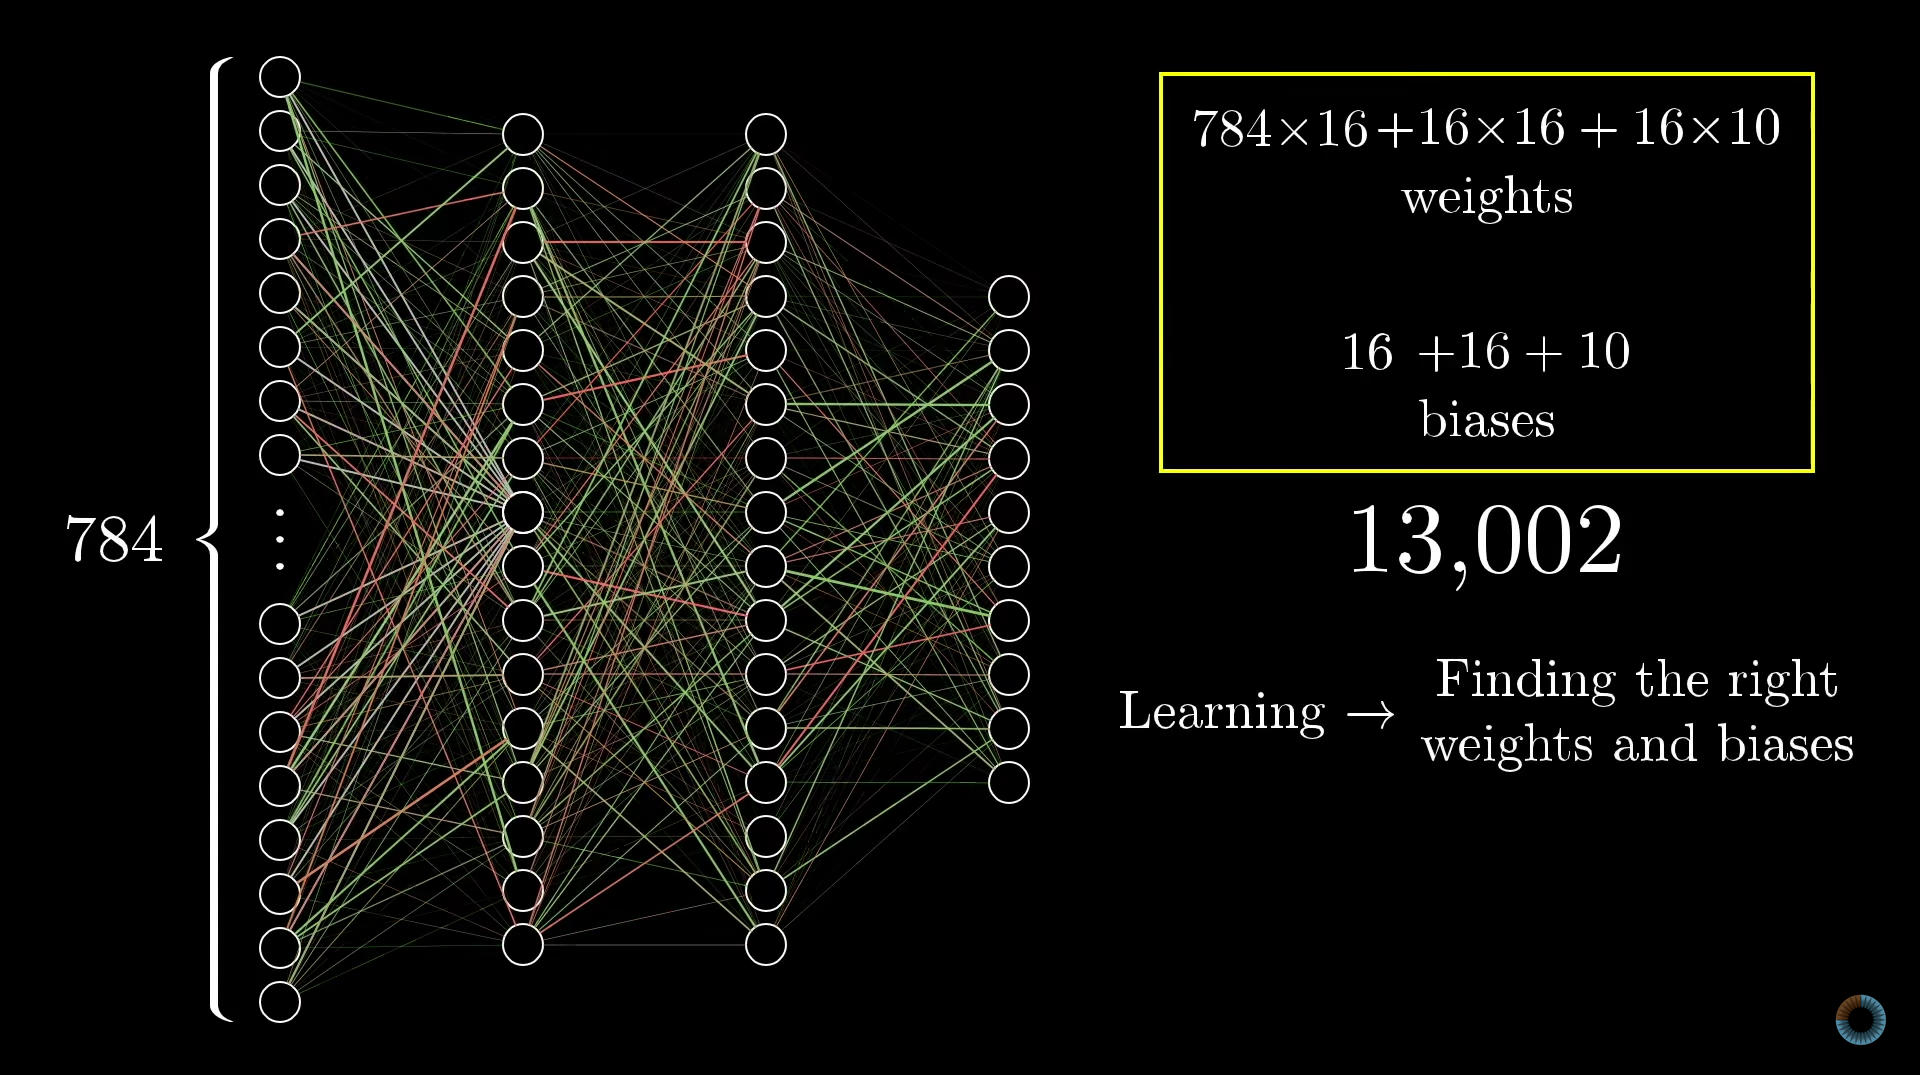 784
784×16+16×16 + 16×10
weights
16 +16 + 10
biases
13,002
Learning → Finding the right
weights and biases